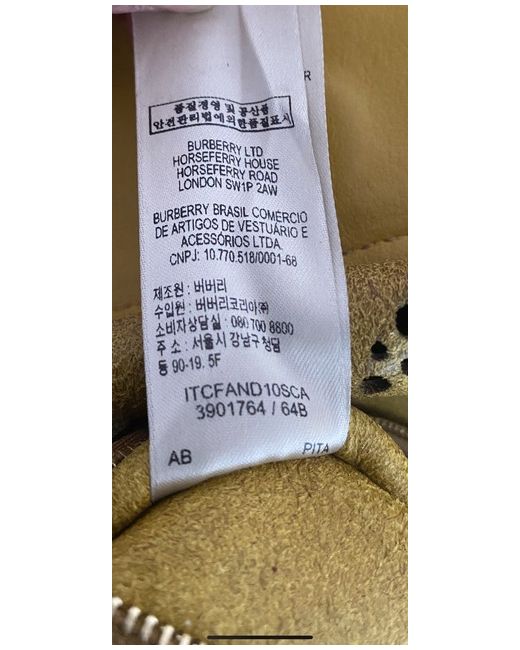 R
품질경영 및 공산품
안전관리법에의한품질표시
BURBERRY LTD
HORSEFERRY HOUSE
HORSEFERRY ROAD
LONDON SW1P 2AW
BURBERRY BRASIL COMÉRCIO
DE ARTIGOS DE VESTUÁRIO E
ACESSÓRIOS LTDA.
CNPJ: 10.770.518/0001-68
제조원 : 버버리
수입원 : 버버리코리아㈜
소비자상담실 : 080 700 8800
주 소 : 서울시 강남구 청담
동 90-19. 5F
ITCFAND10SCA
3901764 / 64B
AB PITA